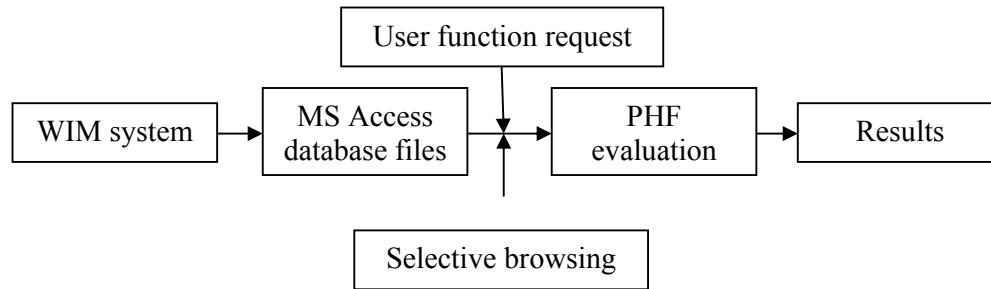 User function request
WIM system
MS Access
database files
PHF
evaluation
Results
Selective browsing